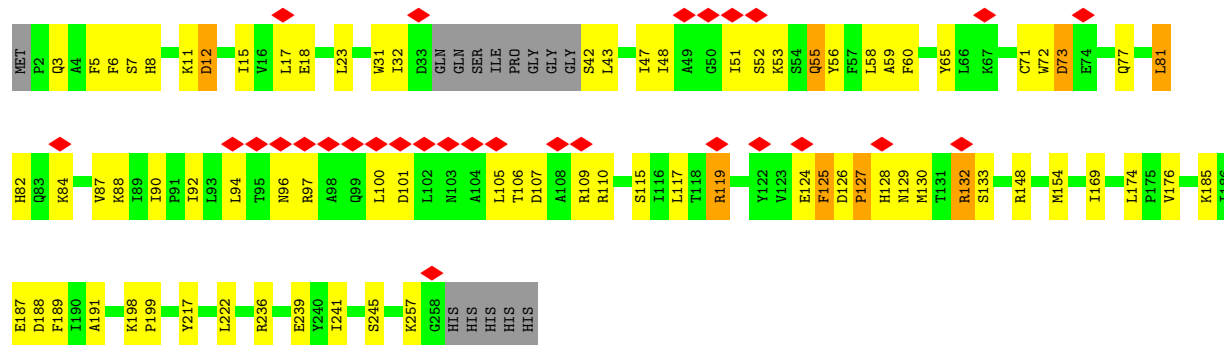 MET P2 Q3 A4 F5 F6 S7 H8 K11 D12 I15 V16 L17 E18 L23 W31 I32 D33 GLN GLN SER ILE PRO GLY GLY GLY S42 L43 I47 I48 A49 G50 I51 S52 K53 S54 Q55 Y56 F57 L58 A59 F60 Y65 L66 K67 C71 W72 D73 E74 Q77 L81
H82 Q83 K84 V87 K88 I89 I90 P91 I92 L93 L94 T95 N96 R97 A98 Q99 L100 D101 L102 N103 A104 L105 T106 D107 A108 R109 R110 S115 I116 L117 T118 R119 Y122 V123 E124 F125 D126 P127 H128 N129 M130 T131 R132 S133 R148 M154 I169 L174 P175 V176 K185 I186
E187 D188 F189 I190 A191 K198 P199 Y217 L222 R236 E239 Y240 I241 S245 K257 G258 HIS HIS HIS HIS HIS